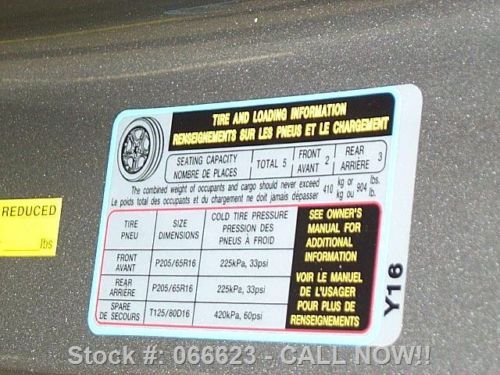 TIRE AND LOADING INFORMATION
RENSEIGNEMENTS SUR LES PNEUS ET LE CHARGEMENT
SEATING CAPACITY
NOMBRE DE PLACES
TOTAL 5
FRONT
AVANT 2
REAR
ARRIÈRE 3
The combined weight of occupants and cargo should never exceed 410 kg or 904 lbs.
Le poids total des occupants et du chargement ne doit jamais dépasser 410 kg ou 904 lb.
TIRE
PNEU
SIZE
DIMENSIONS
COLD TIRE PRESSURE
PRESSION DES
PNEUS À FROID
FRONT
AVANT
P205/65R16
225kPa, 33psi
REAR
ARRIÈRE
P205/65R16
225kPa, 33psi
SPARE
DE SECOURS
T125/80D16
420kPa, 60psi
SEE OWNER'S
MANUAL FOR
ADDITIONAL
INFORMATION
VOIR LE MANUEL
DE L'USAGER
POUR PLUS DE
RENSEIGNEMENTS
Y16
REDUCED
lbs
Stock #: 066623 - CALL NOW!!